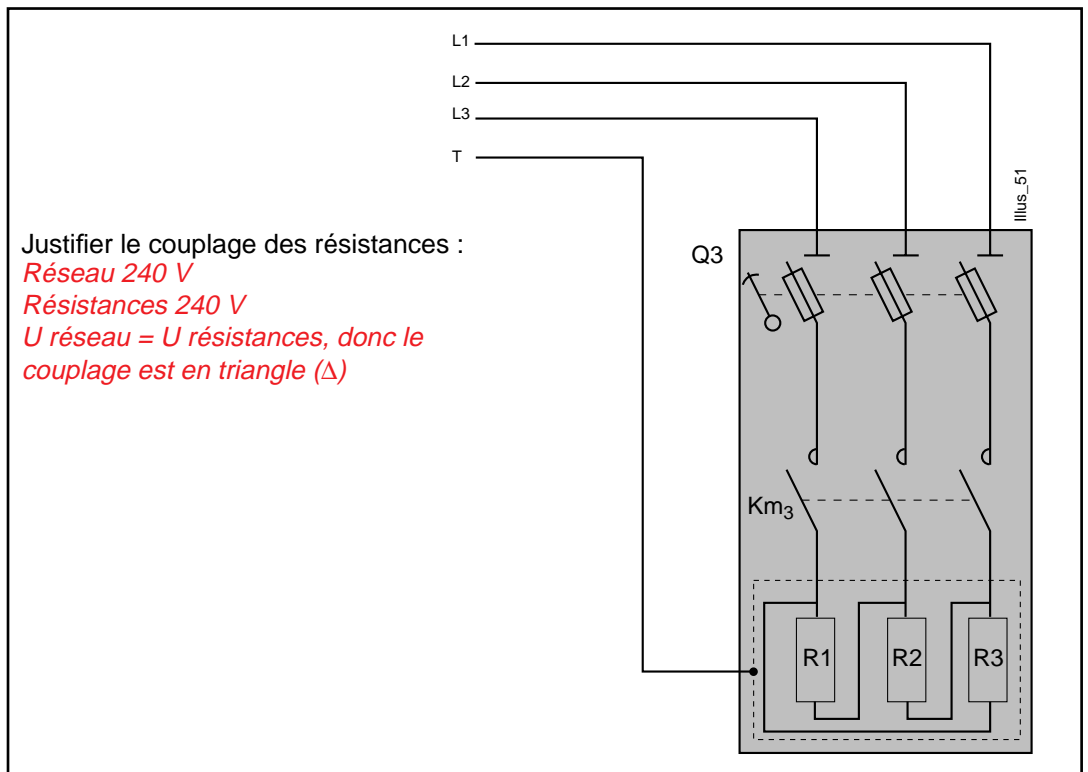 L1
L2
L3
T
Illus_51
Justifier le couplage des résistances :
Réseau 240 V
Résistances 240 V
U réseau = U résistances, donc le
couplage est en triangle (Δ)
Q3
Km3
R1 R2 R3